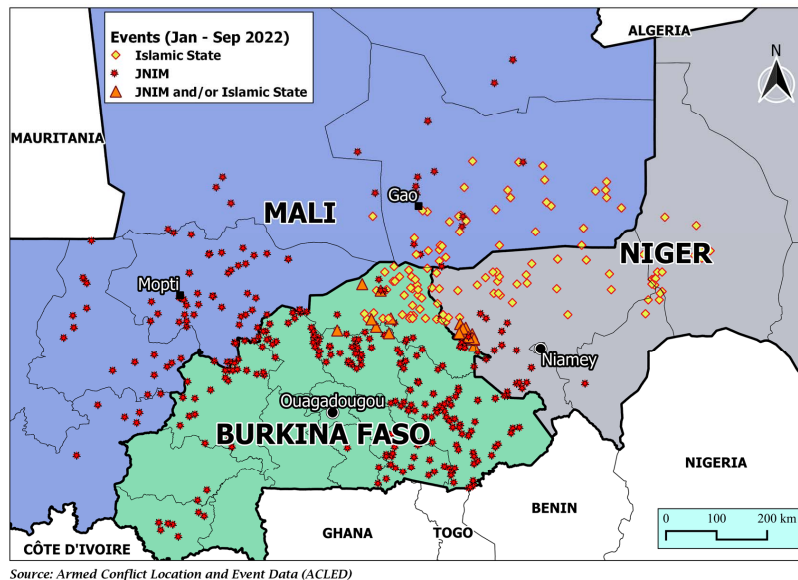 Events (Jan - Sep 2022)
Islamic State
JNIM
JNIM and/or Islamic State
ALGERIA
N
MAURITANIA
MALI
Gao
NIGER
Mopti
Niamey
Ouagadougou
BURKINA FASO
NIGERIA
BENIN
GHANA
TOGO
CÔTE D'IVOIRE
0 100 200 km
Source: Armed Conflict Location and Event Data (ACLED)